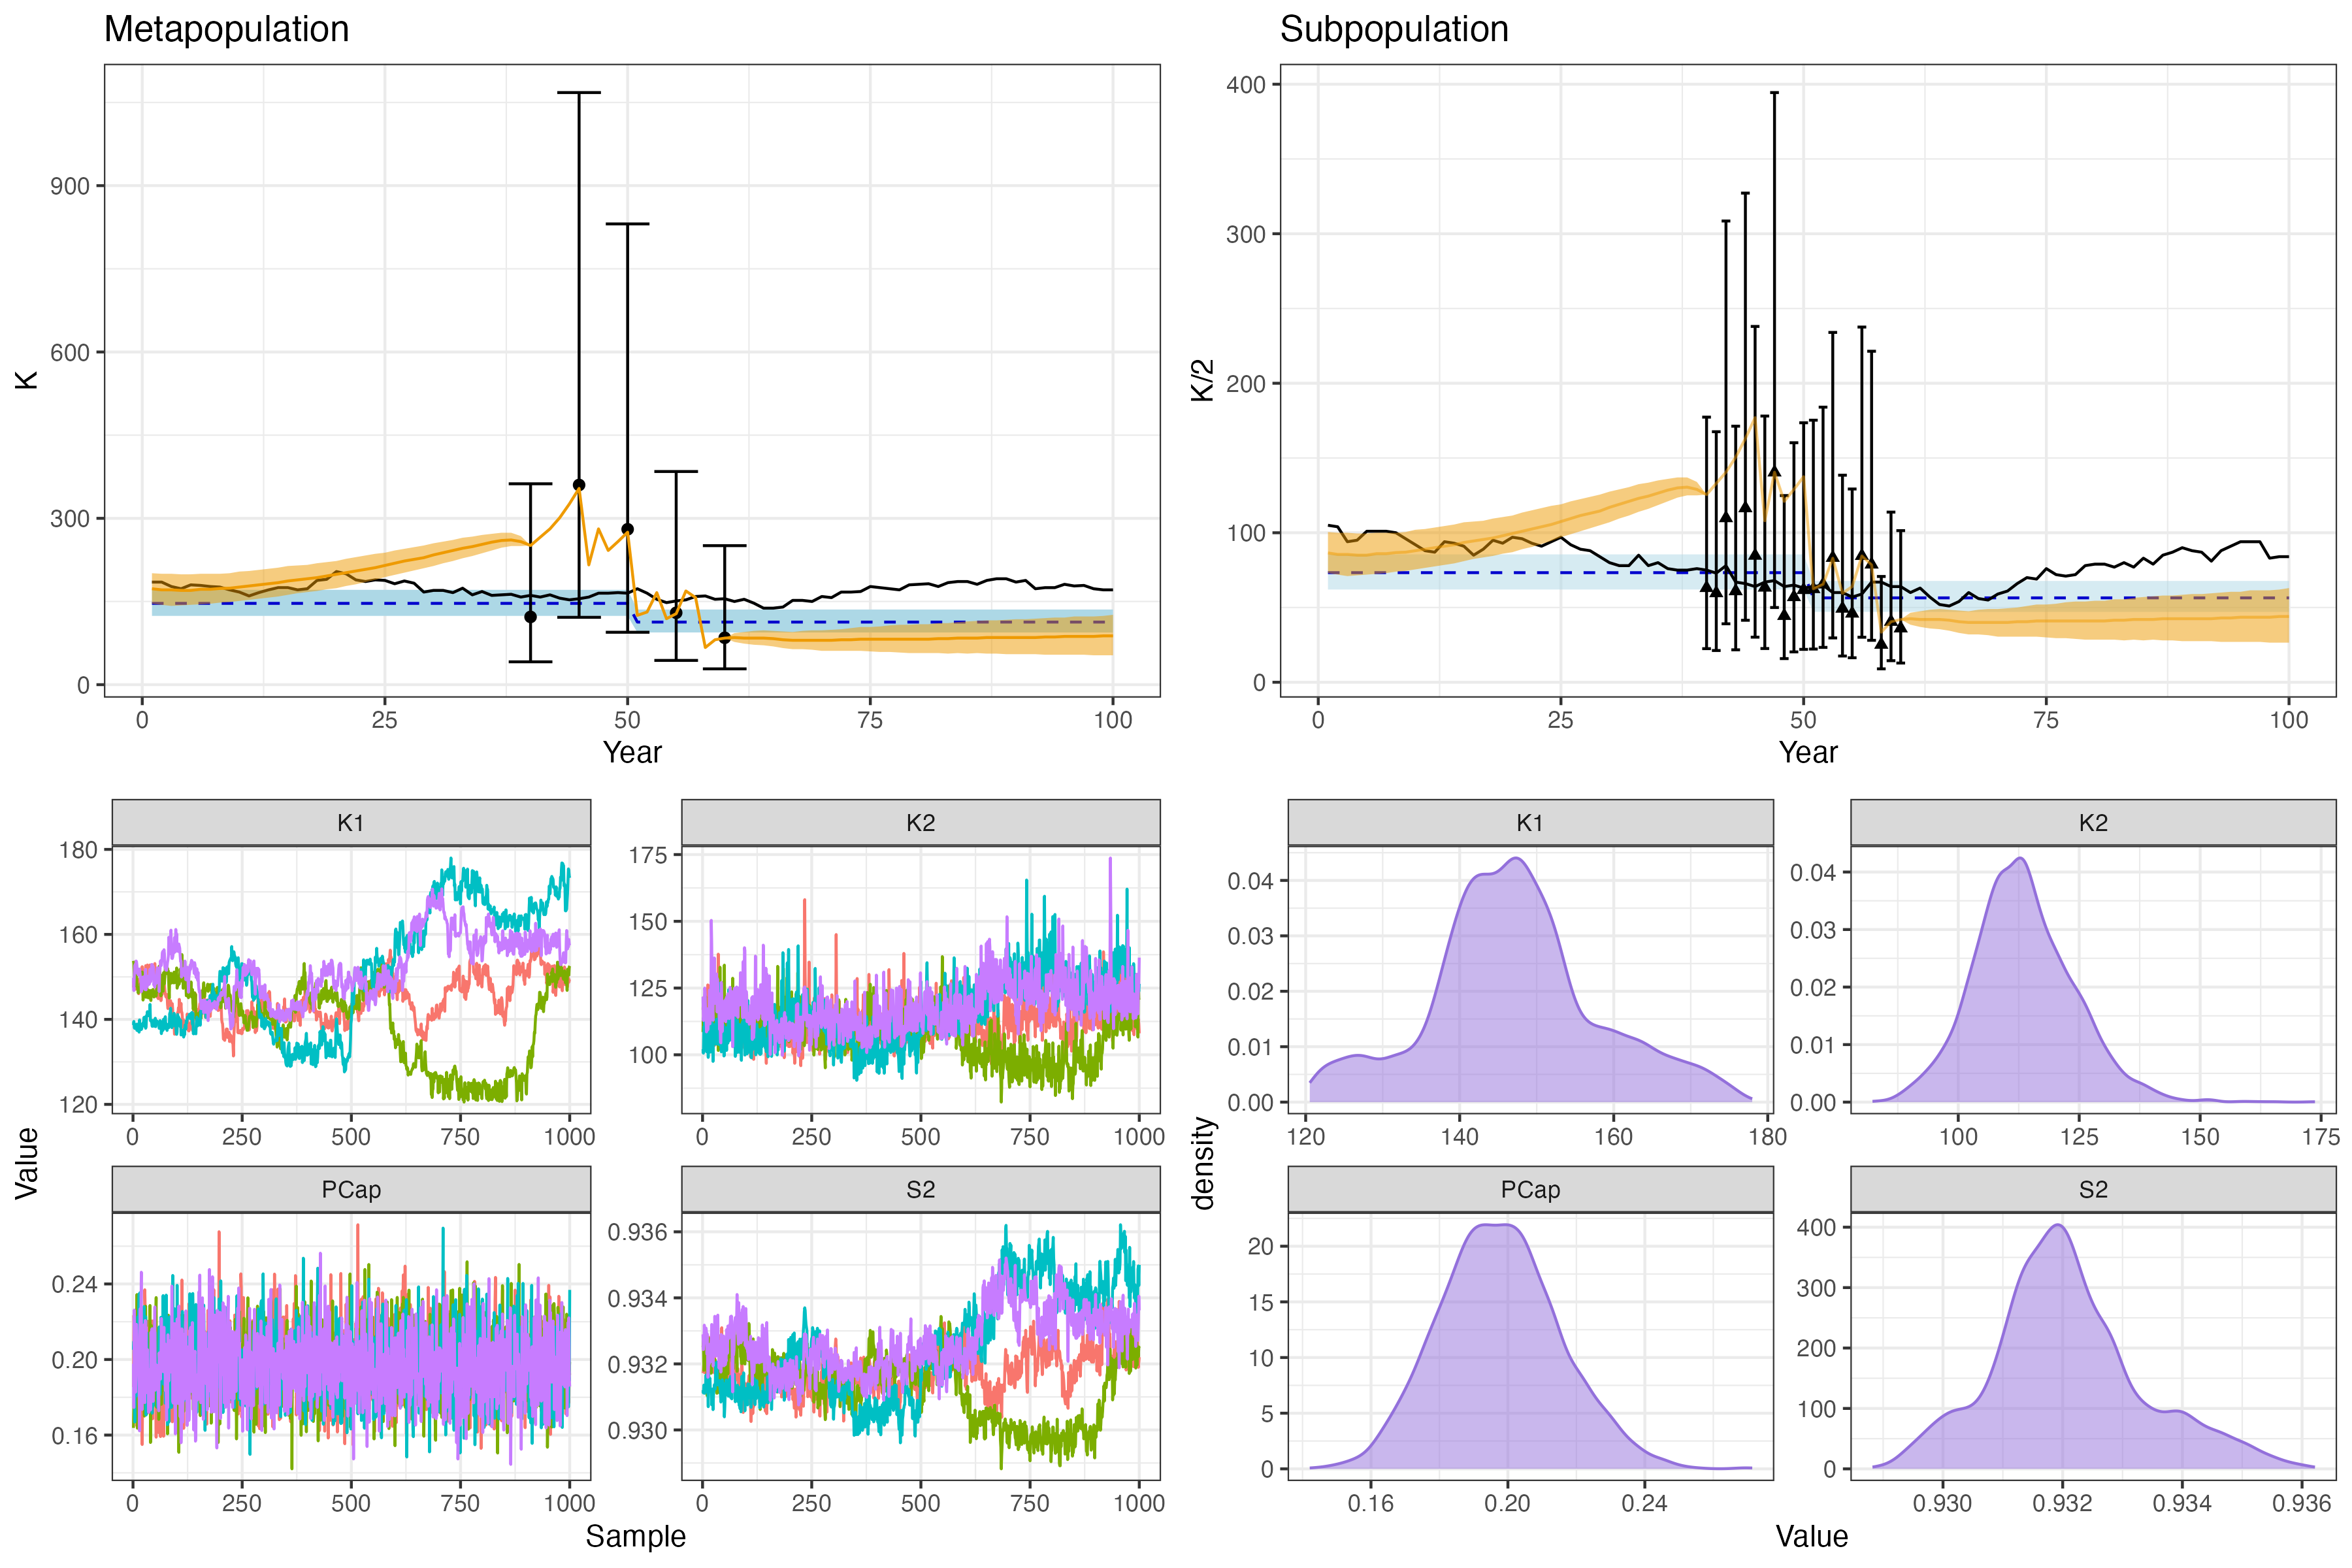 Metapopulation
900
600
300
0
K
0 25 50 75 100
Year
Subpopulation
400
300
200
100
0
K/2
0 25 50 75 100
Year
Value
K1
180
160
140
120
0 250 500 750 1000
K2
175
150
125
100
0 250 500 750 1000
PCap
0.24
0.20
0.16
0 250 500 750 1000
S2
0.936
0.934
0.932
0.930
0 250 500 750 1000
Sample
density
K1
0.04
0.03
0.02
0.01
0.00
120 140 160 180
K2
0.04
0.03
0.02
0.01
0.00
100 125 150 175
PCap
20
15
10
5
0
0.16 0.20 0.24
S2
400
300
200
100
0
0.930 0.932 0.934 0.936
Value